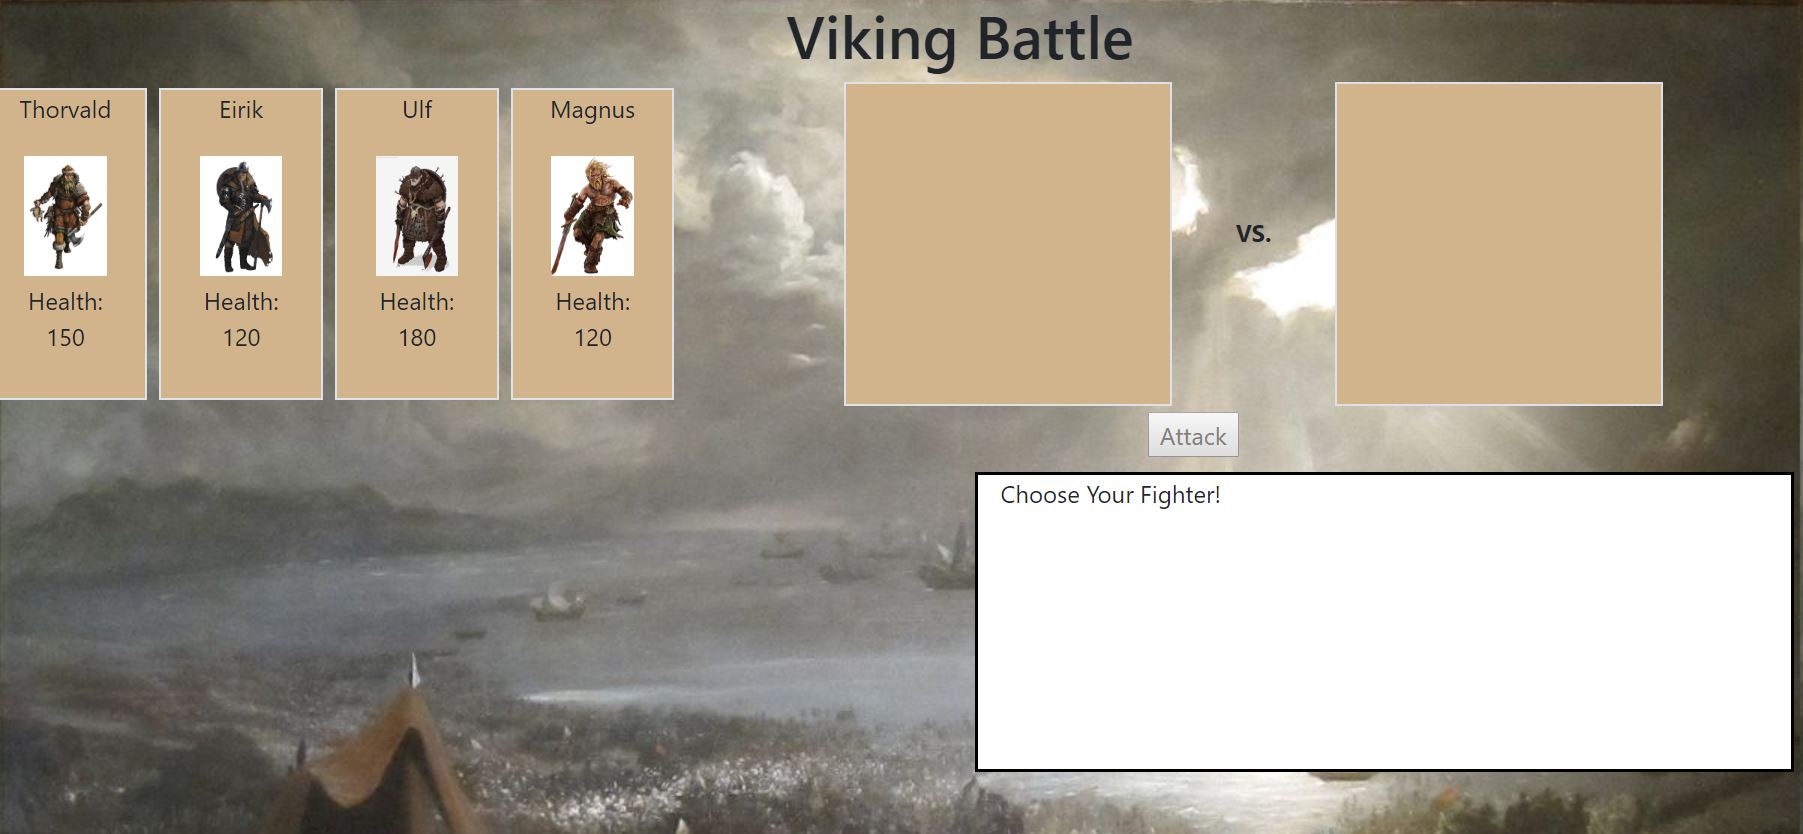 Viking Battle
Thorvald
Health:
150
Eirik
Health:
120
Ulf
Health:
180
Magnus
Health:
120
vs.
Attack
Choose Your Fighter!